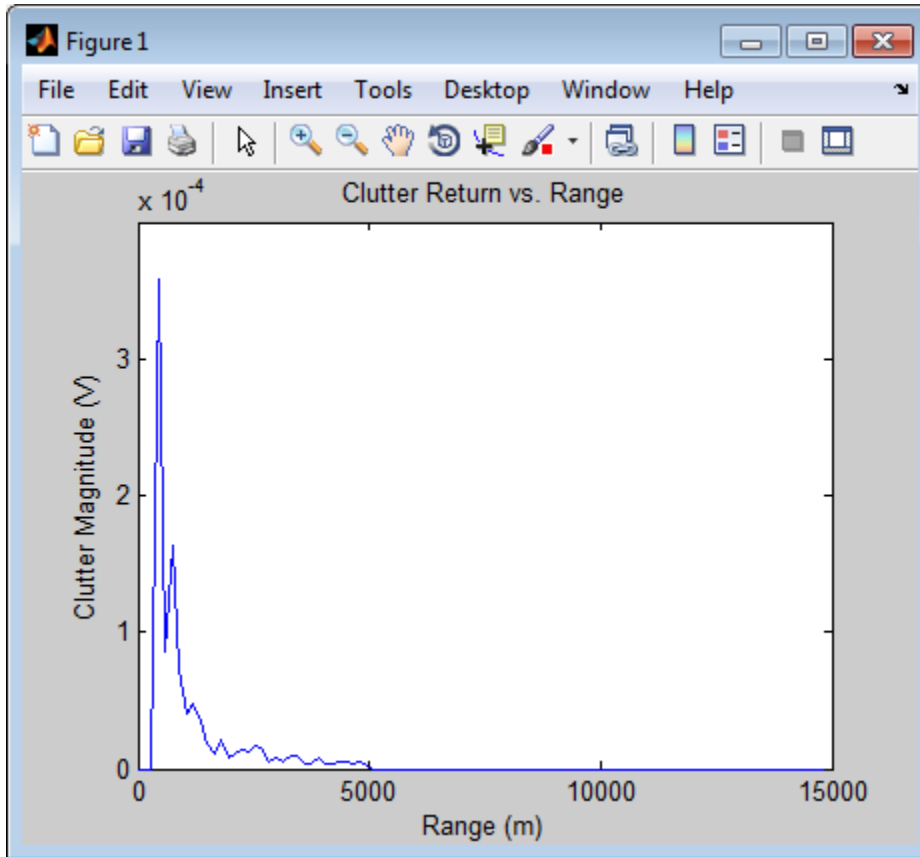 Figure 1
File Edit View Insert Tools Desktop Window Help
x 10⁻⁴
Clutter Return vs. Range
3
2
1
0
Clutter Magnitude (V)
0 5000 10000 15000
Range (m)